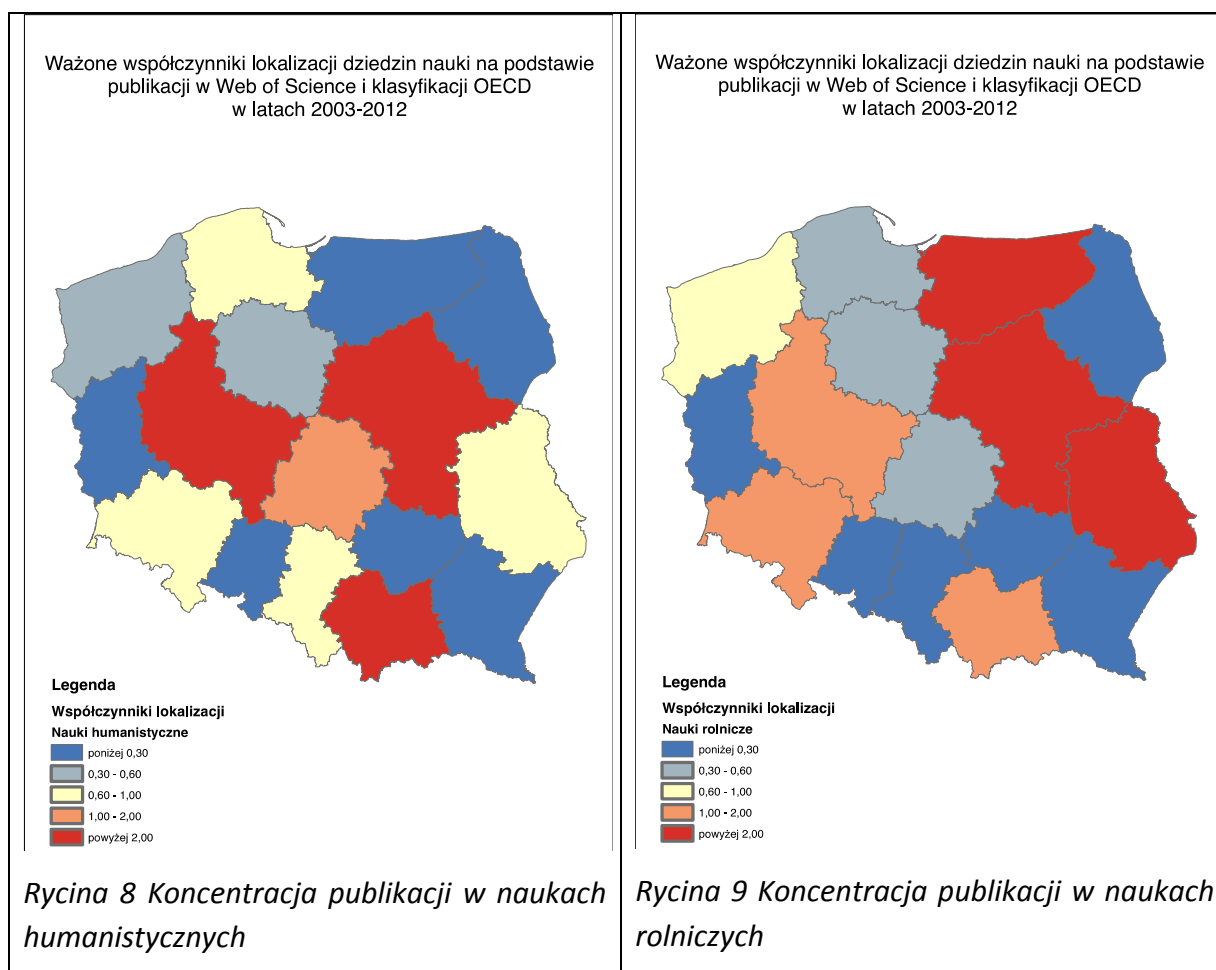 Ważone współczynniki lokalizacji dziedzin nauki na podstawie
publikacji w Web of Science i klasyfikacji OECD
w latach 2003-2012
Legenda
Współczynniki lokalizacji
Nauki humanistyczne
poniżej 0,30
0,30 - 0,60
0,60 - 1,00
1,00 - 2,00
powyżej 2,00
Rycina 8 Koncentracja publikacji w naukach
humanistycznych
Ważone współczynniki lokalizacji dziedzin nauki na podstawie
publikacji w Web of Science i klasyfikacji OECD
w latach 2003-2012
Legenda
Współczynniki lokalizacji
Nauki rolnicze
poniżej 0,30
0,30 - 0,60
0,60 - 1,00
1,00 - 2,00
powyżej 2,00
Rycina 9 Koncentracja publikacji w naukach
rolniczych